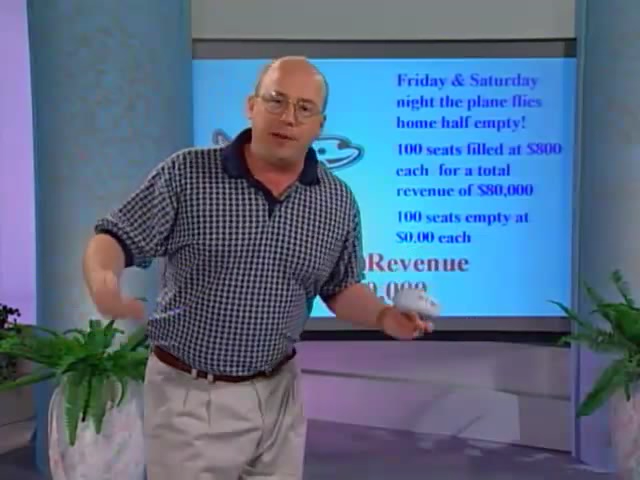 Friday & Saturday
night the plane flies
home half empty!
100 seats filled at $800
each for a total
revenue of $80,000
100 seats empty at
$0.00 each
Revenue